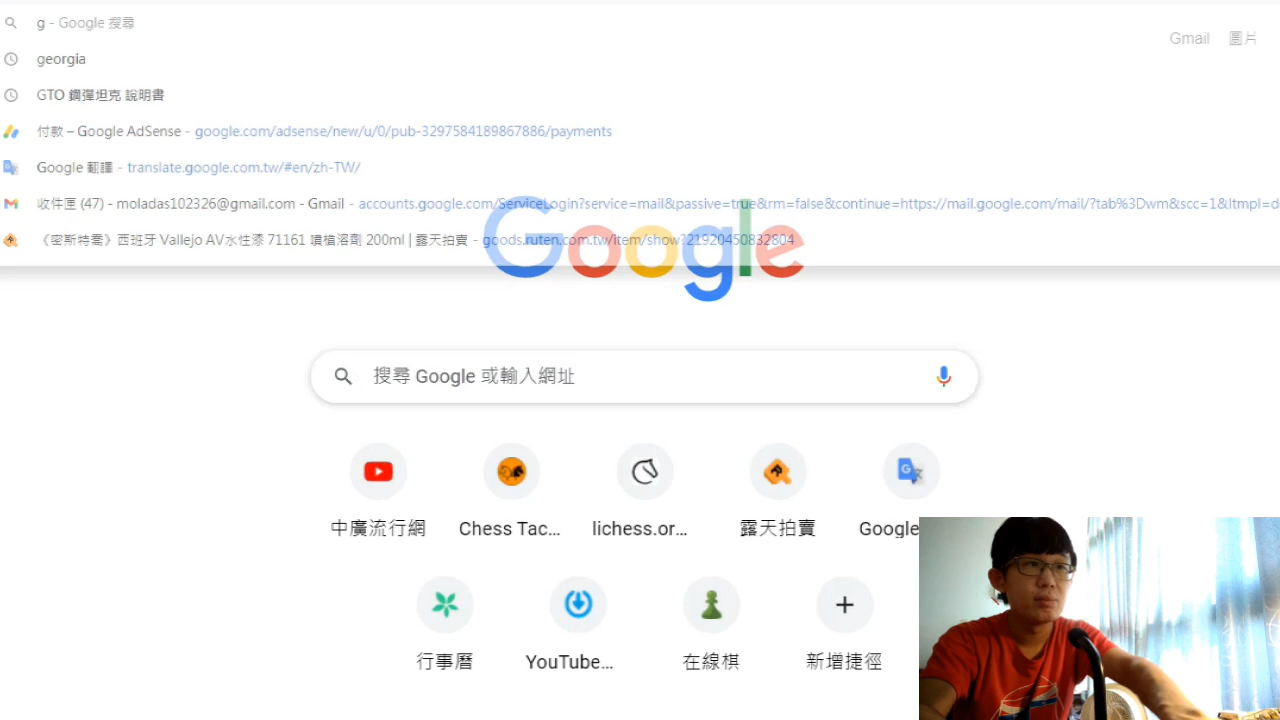 g - Google 搜尋
Gmail 圖片
georgia
GTO 鋼彈坦克 說明書
付款 – Google AdSense - google.com/adsense/new/u/0/pub-3297584189867886/payments
Google 翻譯 - translate.google.com.tw/#en/zh-TW/
收件匣 (47) - moladas102326@gmail.com - Gmail - accounts.google.com/ServiceLogin?service=mail&passive=true&rm=false&continue=https://mail.google.com/mail/?tab%3Dwm&scc=1&ltmpl=d
《密斯特喬》西班牙 Vallejo AV水性漆 71161 噴槍溶劑 200ml | 露天拍賣 - goods.ruten.com.tw/item/show?21920450832804
Google
搜尋 Google 或輸入網址
中廣流行網 Chess Tac... lichess.or... 露天拍賣 Google
行事曆 YouTube... 在線棋 新增捷徑